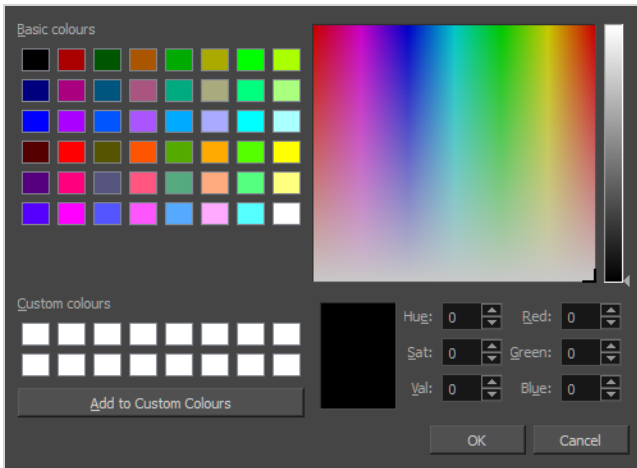 Basic colours
Custom colours
Add to Custom Colours
Hue: 0 Red: 0
Sat: 0 Green: 0
Val: 0 Blue: 0
OK Cancel